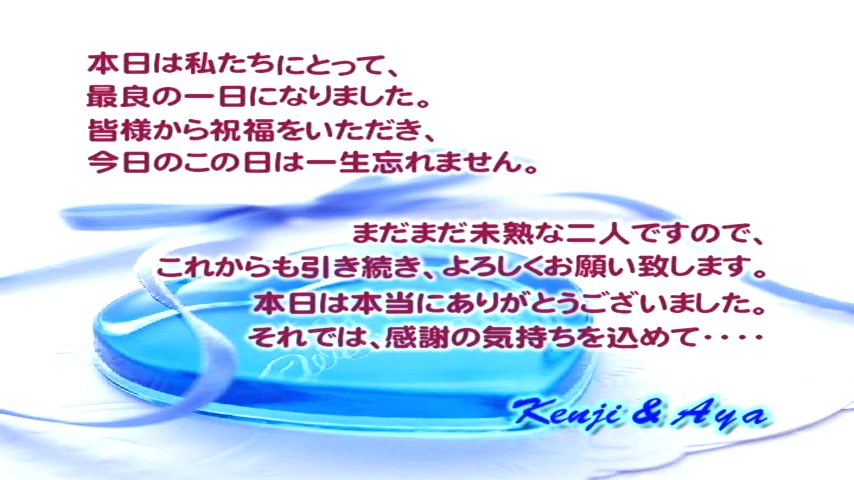 本日は私たちにとって、
最良の一日になりました。
皆様から祝福をいただき、
今日のこの日は一生忘れません。
まだまだ未熟な二人ですので、
これからも引き続き、よろしくお願い致します。
本日は本当にありがとうございました。
それでは、感謝の気持ちを込めて････
Kenji & Aya